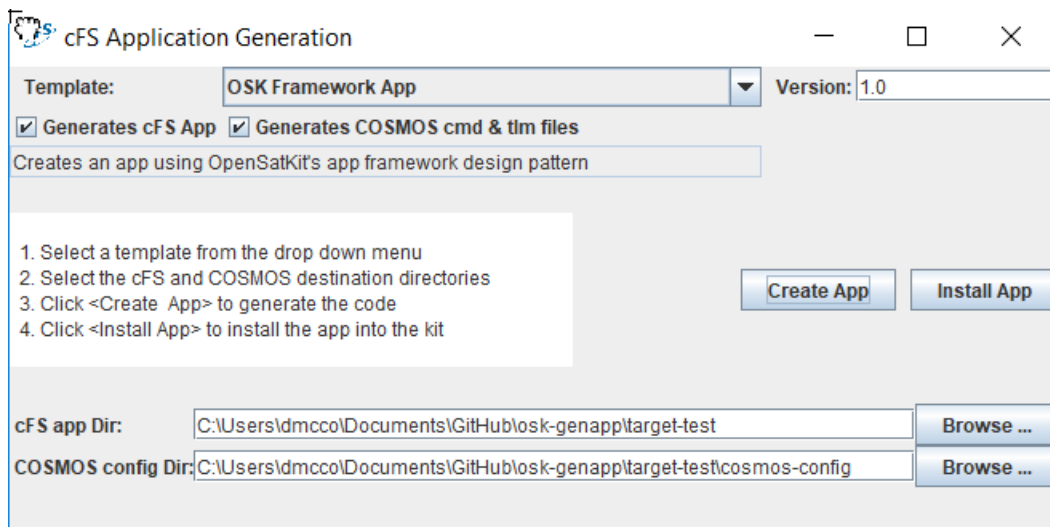 cFS Application Generation
Template: OSK Framework App Version: 1.0
Generates cFS App Generates COSMOS cmd & tlm files
Creates an app using OpenSatKit's app framework design pattern
1. Select a template from the drop down menu
2. Select the cFS and COSMOS destination directories
3. Click <Create App> to generate the code
4. Click <Install App> to install the app into the kit
Create App Install App
cFS app Dir: C:\Users\dmcco\Documents\GitHub\osk-genapp\target-test Browse ...
COSMOS config Dir: C:\Users\dmcco\Documents\GitHub\osk-genapp\target-test\cosmos-config Browse ...